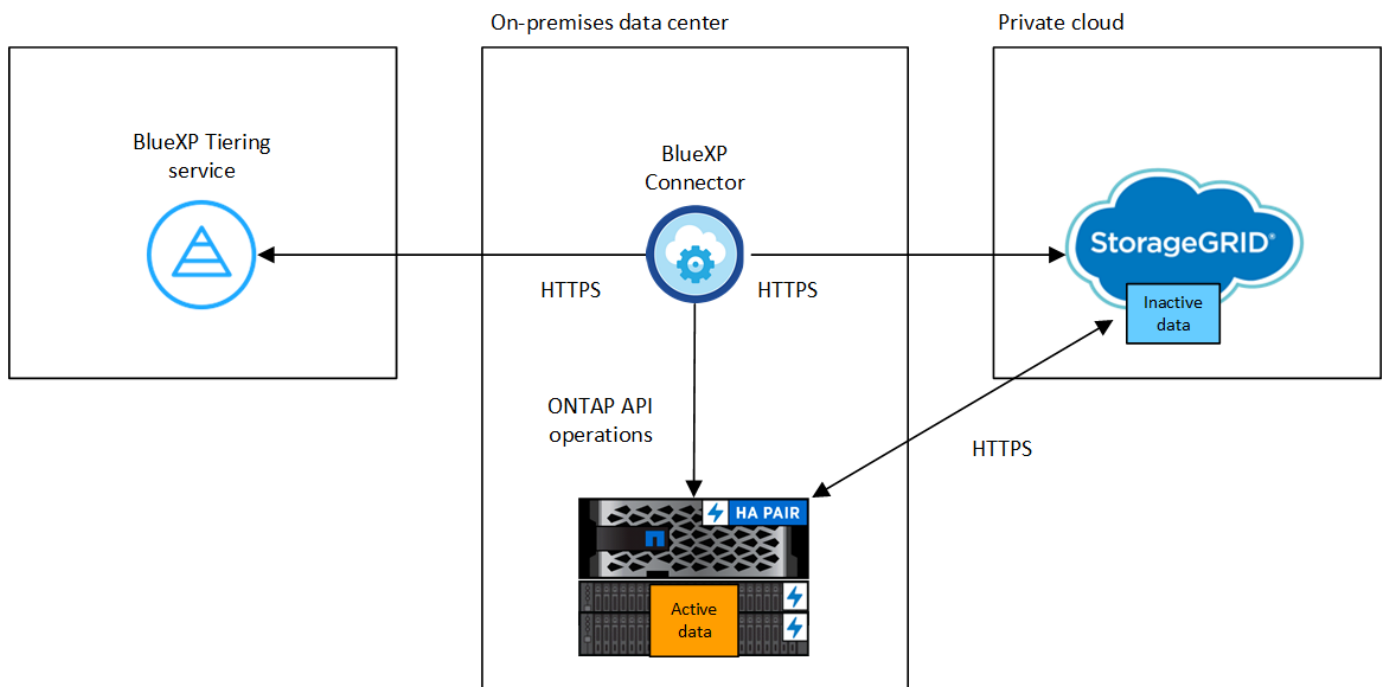 On-premises data center
Private cloud
BlueXP Tiering
service
BlueXP
Connector
StorageGRID®
Inactive
data
HTTPS
HTTPS
ONTAP API
operations
HTTPS
HA PAIR
Active
data